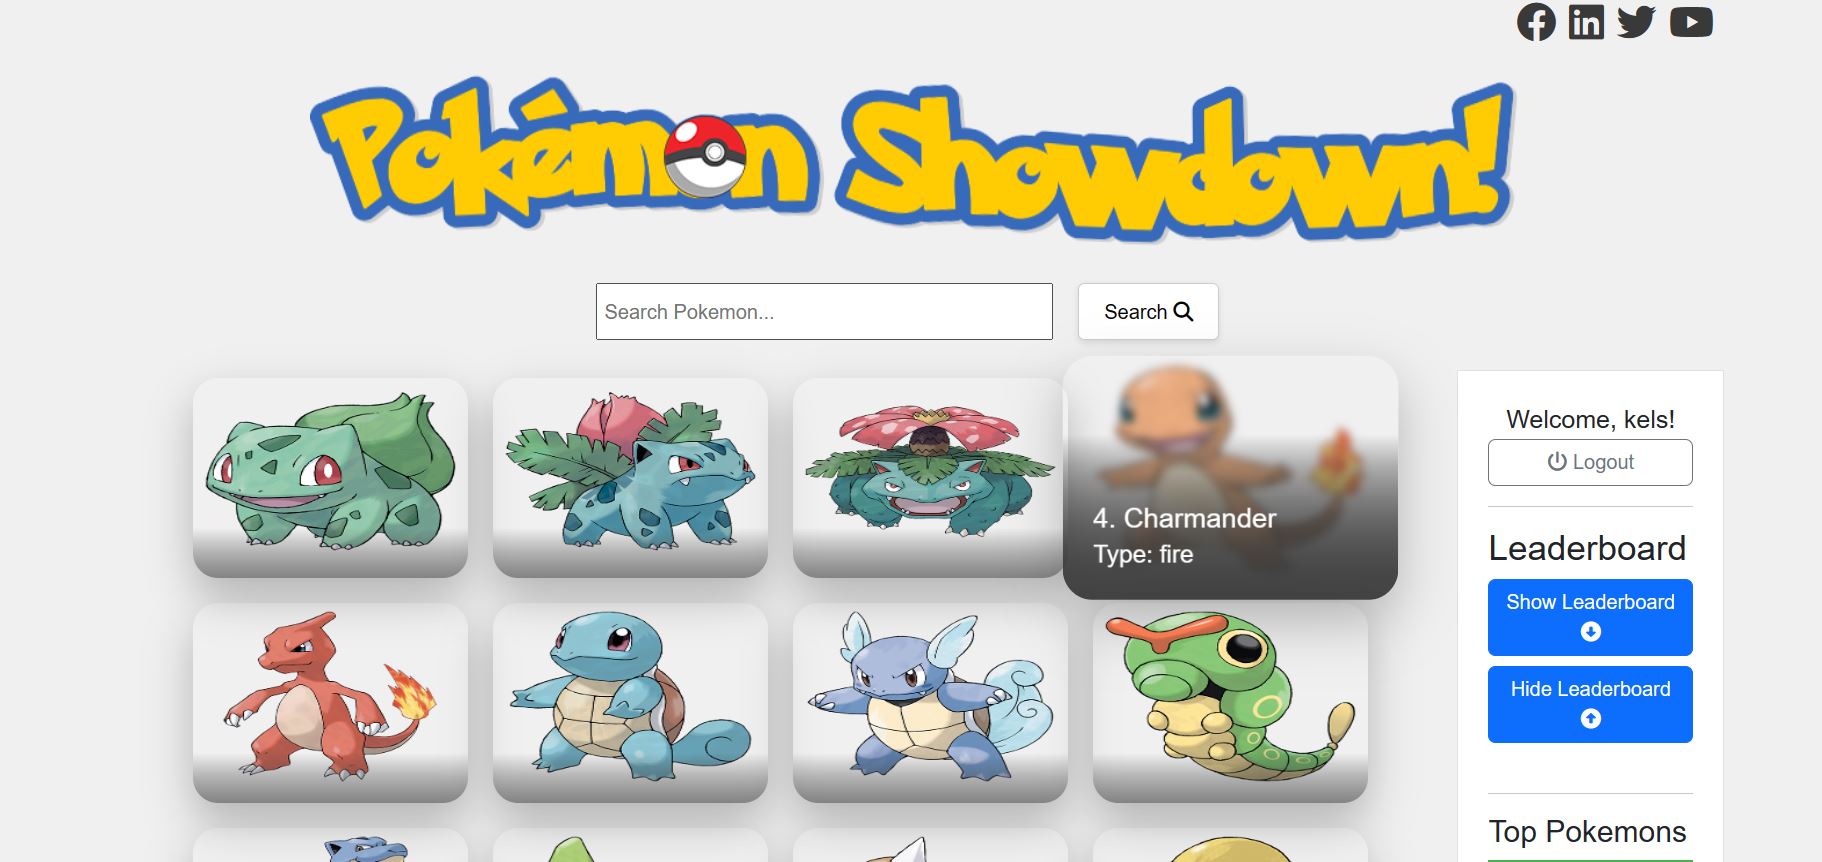 Pokémon Showdown!
Search Pokemon...
Search
4. Charmander
Type: fire
Welcome, kels!
Logout
Leaderboard
Show Leaderboard
Hide Leaderboard
Top Pokemons